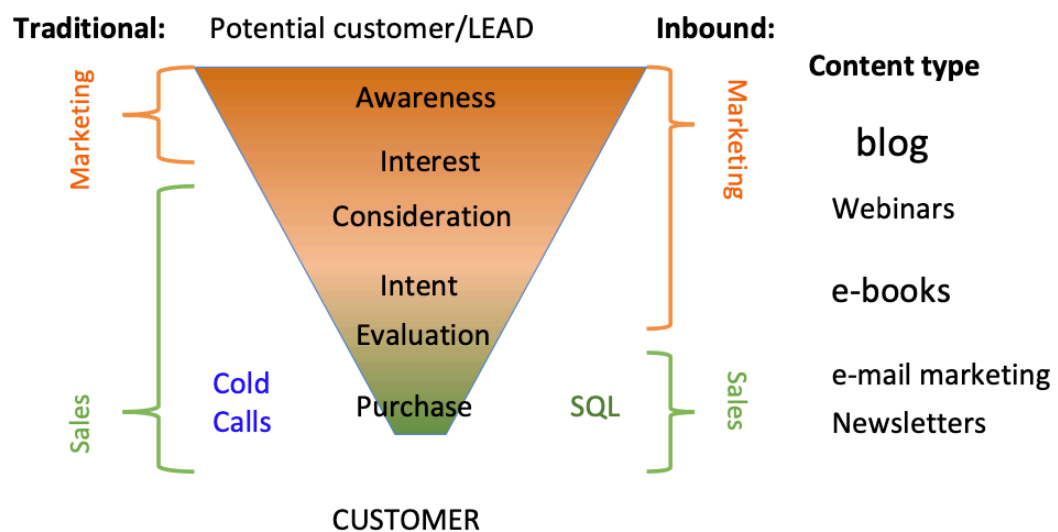 Traditional: Potential customer/LEAD Inbound:
Content type
Marketing
Awareness
Interest
Consideration
Intent
Evaluation
Purchase
Marketing
blog
Webinars
e-books
e-mail marketing
Newsletters
Sales
Cold
Calls
SQL
Sales
CUSTOMER